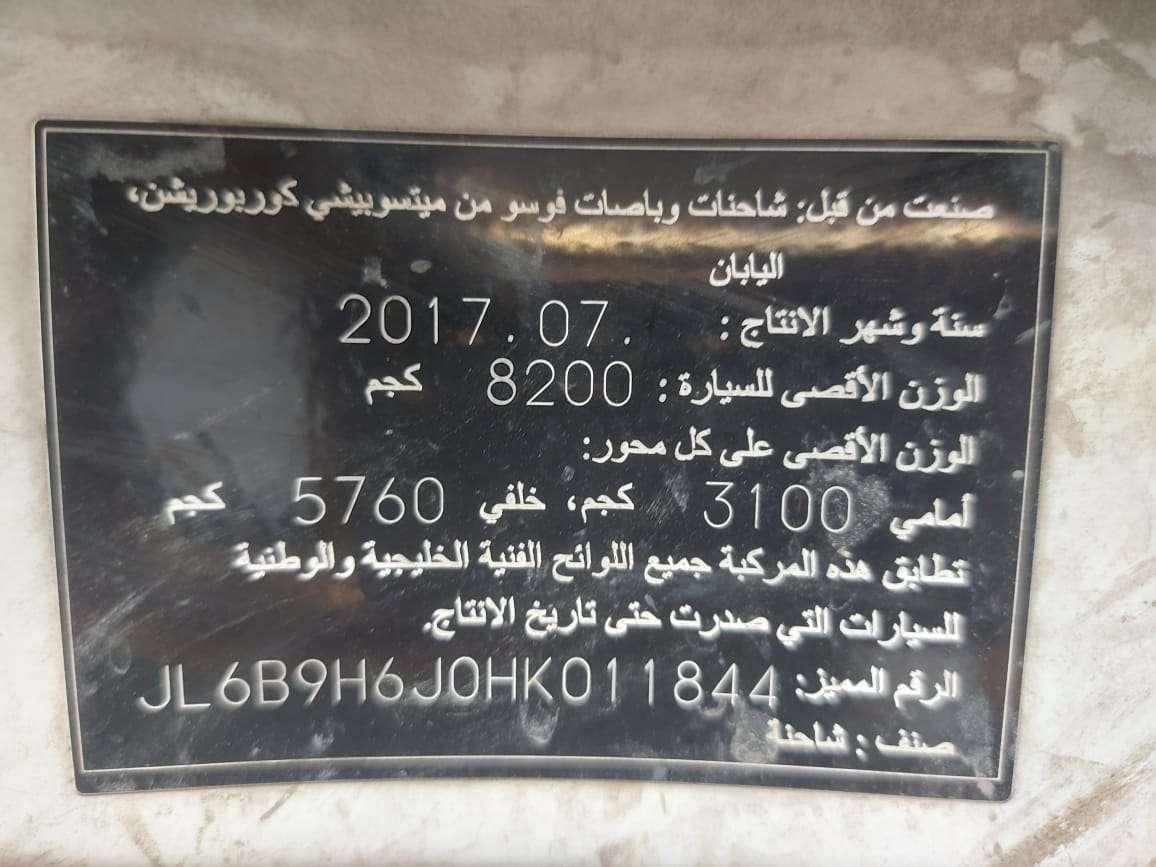 صنعت من قبل: شاحنات وباصات فوسو من ميتسوبيشي كوربوريشن،
اليابان
سنة وشهر الانتاج : 2017.07.
الوزن الأقصى للسيارة : 8200 كجم
الوزن الأقصى على كل محور:
أمامي 3100 كجم، خلفي 5760 كجم
تطابق هذه المركبة جميع اللوائح الفنية الخليجية والوطنية
للسيارات التي صدرت حتى تاريخ الانتاج.
الرقم المميز: JL6B9H6J0HK011844
صنف : شاحنة